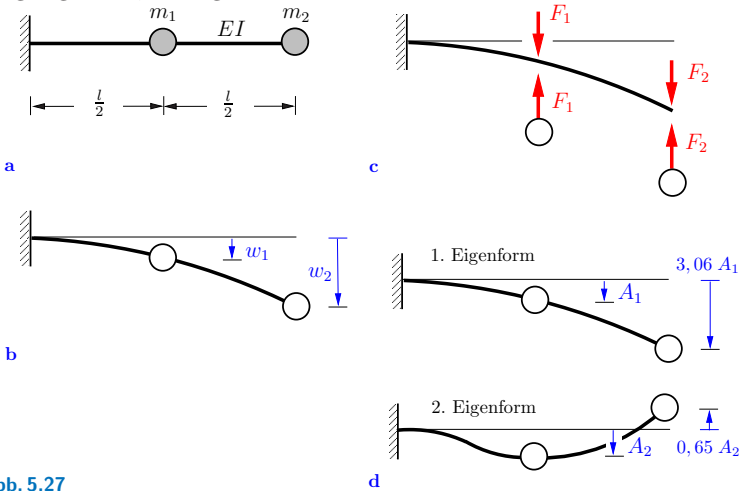 m₁
m₂
EI
l/2
l/2
a
F₁
F₁
F₂
F₂
c
w₁
w₂
b
1. Eigenform
3,06 A₁
A₁
2. Eigenform
A₂
0,65 A₂
d
bb. 5.27